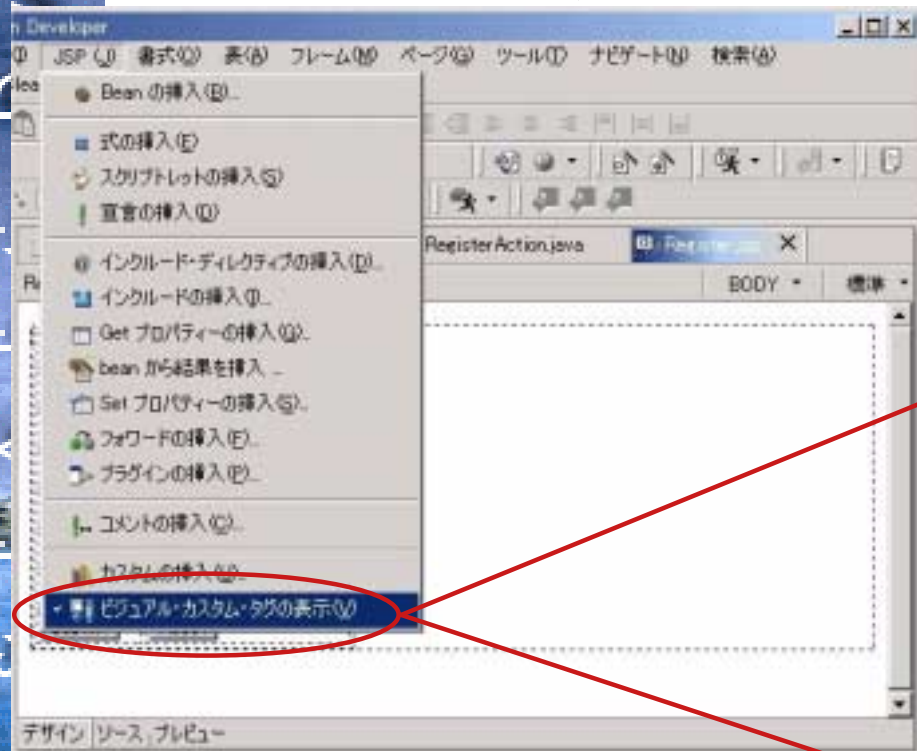 n Developer
JSP (J) 書式(O) 表(A) フレーム(M) ページ(G) ツール(T) ナビゲート(N) 検索(A)
Bean の挿入(B)...
式の挿入(E)
スクリプトレットの挿入(S)
宣言の挿入(D)
RegisterAction.java
インクルード・ディレクティブの挿入(D)...
BODY 標準
インクルードの挿入(I)...
Get プロパティーの挿入(G)...
bean から結果を挿入 ...
Set プロパティーの挿入(S)...
フォワードの挿入(F)...
プラグインの挿入(P)...
コメントの挿入(C)...
カスタムの挿入(U)...
ビジュアル・カスタム・タグの表示(V)
デザイン ソース プレビュー